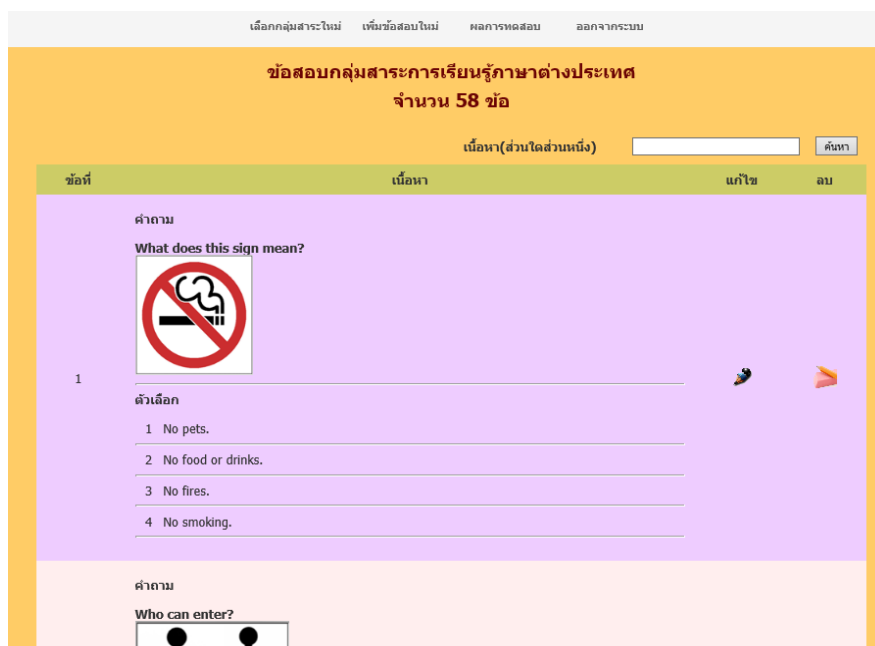 เลือกกลุ่มสาระใหม่ เพิ่มข้อสอบใหม่ ผลการทดสอบ ออกจากระบบ
ข้อสอบกลุ่มสาระการเรียนรู้ภาษาต่างประเทศ
จำนวน 58 ข้อ
เนื้อหา(ส่วนใดส่วนหนึ่ง) ค้นหา
ข้อที่ เนื้อหา แก้ไข ลบ
คำถาม
What does this sign mean?
1
ตัวเลือก
1 No pets.
2 No food or drinks.
3 No fires.
4 No smoking.
คำถาม
Who can enter?